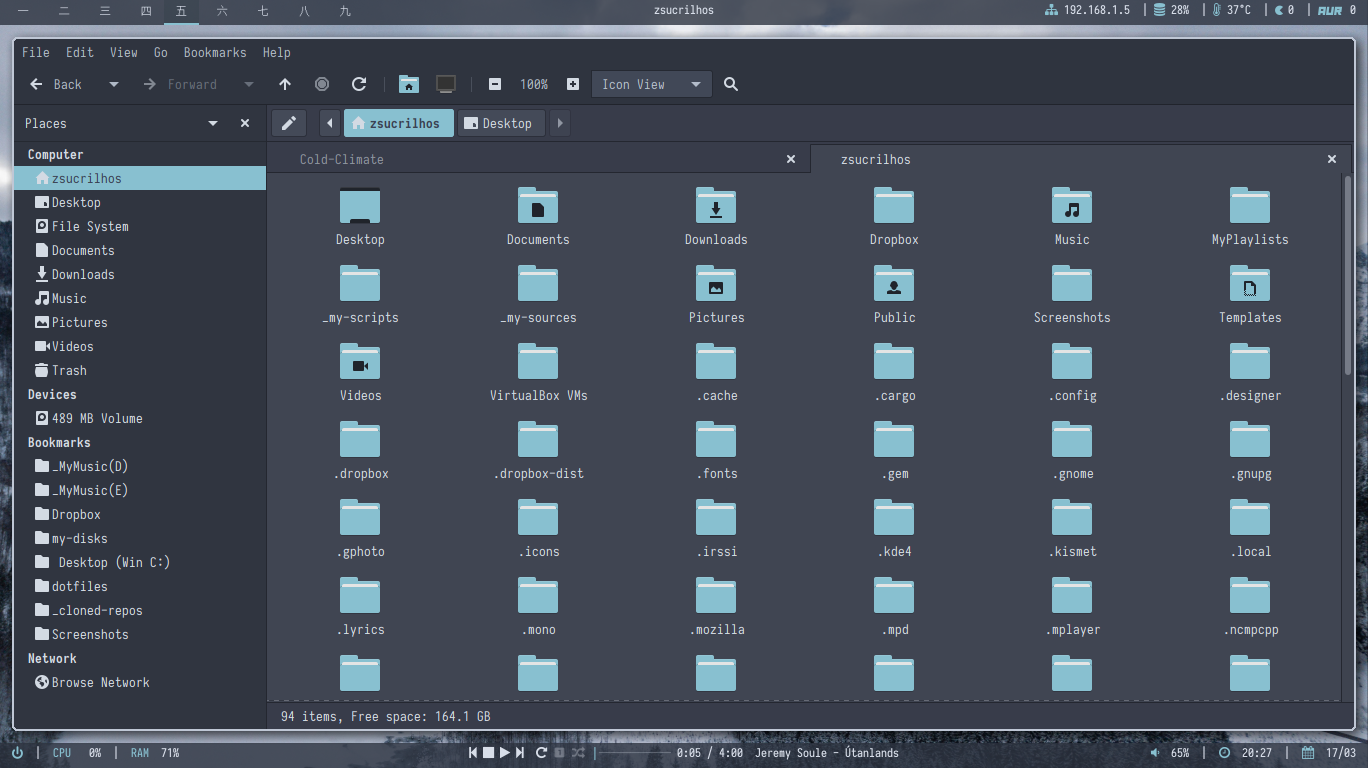 一 二 三 四 五 六 七 八 九 zsucrilhos 192.168.1.5 | 28% | 37°C | 0 | AUR 0
File Edit View Go Bookmarks Help
Back Forward 100% Icon View
Places zsucrilhos Desktop
Cold-Climate zsucrilhos
Computer
zsucrilhos
Desktop
File System
Documents
Downloads
Music
Pictures
Videos
Trash
Devices
489 MB Volume
Bookmarks
_MyMusic(D)
_MyMusic(E)
Dropbox
my-disks
Desktop (Win C:)
dotfiles
_cloned-repos
Screenshots
Network
Browse Network
Desktop Documents Downloads Dropbox Music MyPlaylists
_my-scripts _my-sources Pictures Public Screenshots Templates
Videos VirtualBox VMs .cache .cargo .config .designer
.dropbox .dropbox-dist .fonts .gem .gnome .gnupg
.gphoto .icons .irssi .kde4 .kismet .local
.lyrics .mono .mozilla .mpd .mplayer .ncmpcpp
94 items, Free space: 164.1 GB
| CPU 0% | RAM 71% 0:05 / 4:00 Jeremy Soule - Útanlands 65% | 20:27 | 17/03